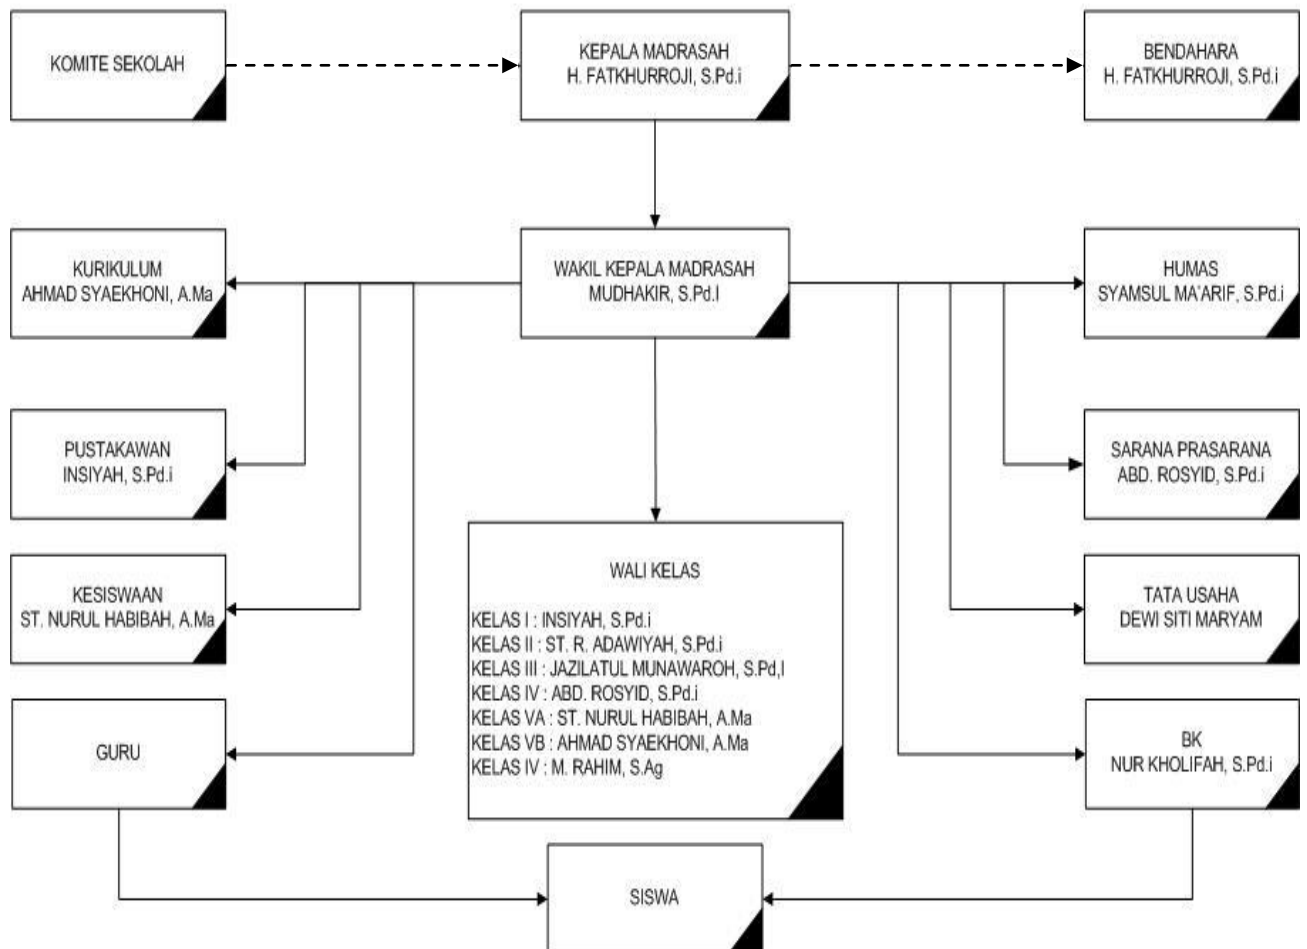 KOMITE SEKOLAH
KEPALA MADRASAH
H. FATKHURROJI, S.Pd.i
BENDAHARA
H. FATKHURROJI, S.Pd.i
KURIKULUM
AHMAD SYAEKHONI, A.Ma
WAKIL KEPALA MADRASAH
MUDHAKIR, S.Pd.I
HUMAS
SYAMSUL MA'ARIF, S.Pd.i
PUSTAKAWAN
INSIYAH, S.Pd.i
SARANA PRASARANA
ABD. ROSYID, S.Pd.i
KESISWAAN
ST. NURUL HABIBAH, A.Ma
WALI KELAS
KELAS I : INSIYAH, S.Pd.i
KELAS II : ST. R. ADAWIYAH, S.Pd.i
KELAS III : JAZILATUL MUNAWAROH, S.Pd,I
KELAS IV : ABD. ROSYID, S.Pd.i
KELAS VA : ST. NURUL HABIBAH, A.Ma
KELAS VB : AHMAD SYAEKHONI, A.Ma
KELAS IV : M. RAHIM, S.Ag
TATA USAHA
DEWI SITI MARYAM
GURU
BK
NUR KHOLIFAH, S.Pd.i
SISWA